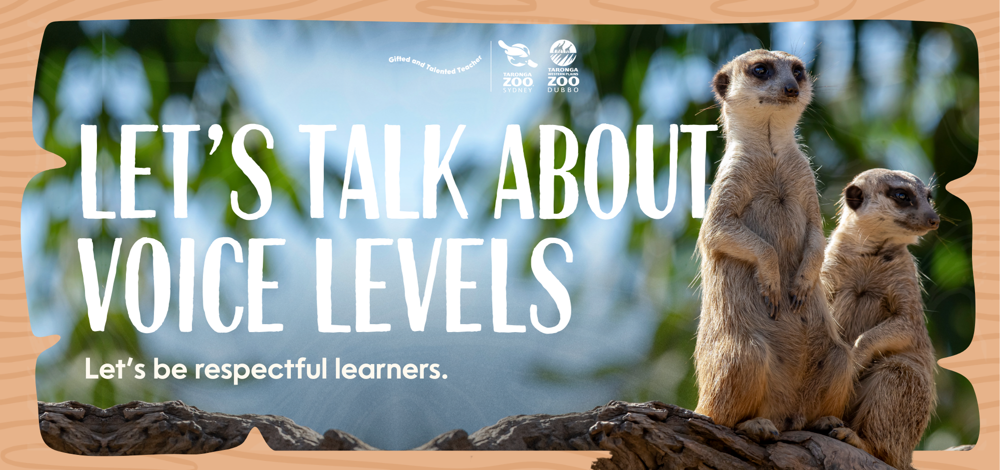 Gifted and Talented Teacher
TARONGA
ZOO
SYDNEY
TARONGA
WESTERN PLAINS
ZOO
DUBBO
LET'S TALK ABOUT
VOICE LEVELS
Let's be respectful learners.